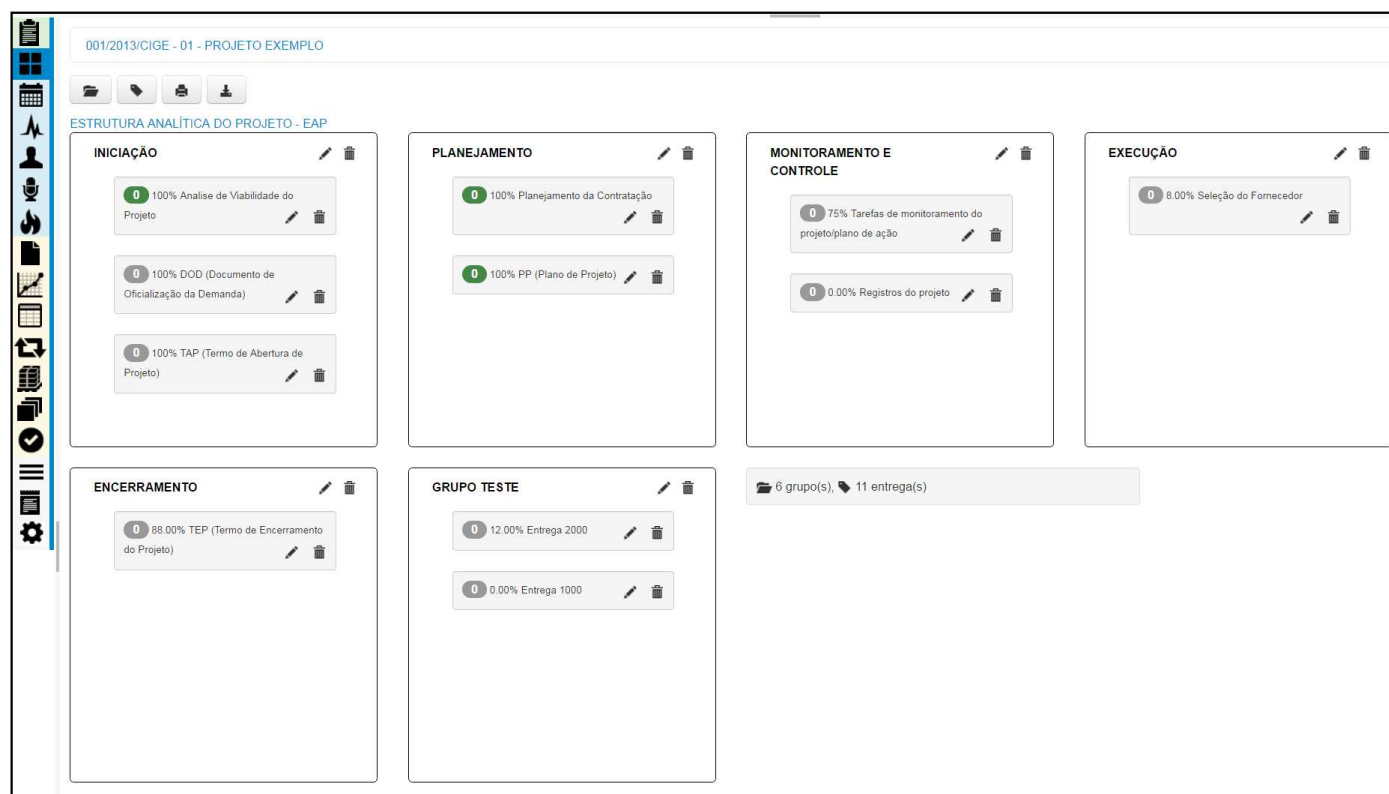 001/2013/CIGE - 01 - PROJETO EXEMPLO
ESTRUTURA ANALÍTICA DO PROJETO - EAP
INICIAÇÃO
0 100% Analise de Viabilidade do
Projeto
0 100% DOD (Documento de
Oficialização da Demanda)
0 100% TAP (Termo de Abertura de
Projeto)
PLANEJAMENTO
0 100% Planejamento da Contratação
0 100% PP (Plano de Projeto)
MONITORAMENTO E
CONTROLE
0 75% Tarefas de monitoramento do
projeto/plano de ação
0 0.00% Registros do projeto
EXECUÇÃO
0 8.00% Seleção do Fornecedor
ENCERRAMENTO
0 88.00% TEP (Termo de Encerramento
do Projeto)
GRUPO TESTE
0 12.00% Entrega 2000
0 0.00% Entrega 1000
6 grupo(s), 11 entrega(s)